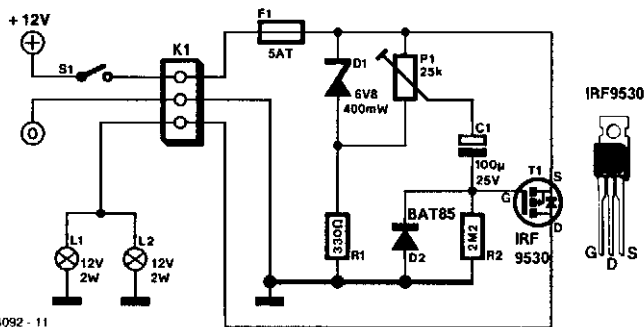 + 12V
S1
K1
F1
5AT
D1
6V8
400mW
P1
25k
C1
100µ
25V
T1
S
G
D
IRF
9530
BAT85
D2
2M2
R2
330Ω
R1
0
L1
12V
2W
L2
12V
2W
IRF9530
G
D
S
092 - 11